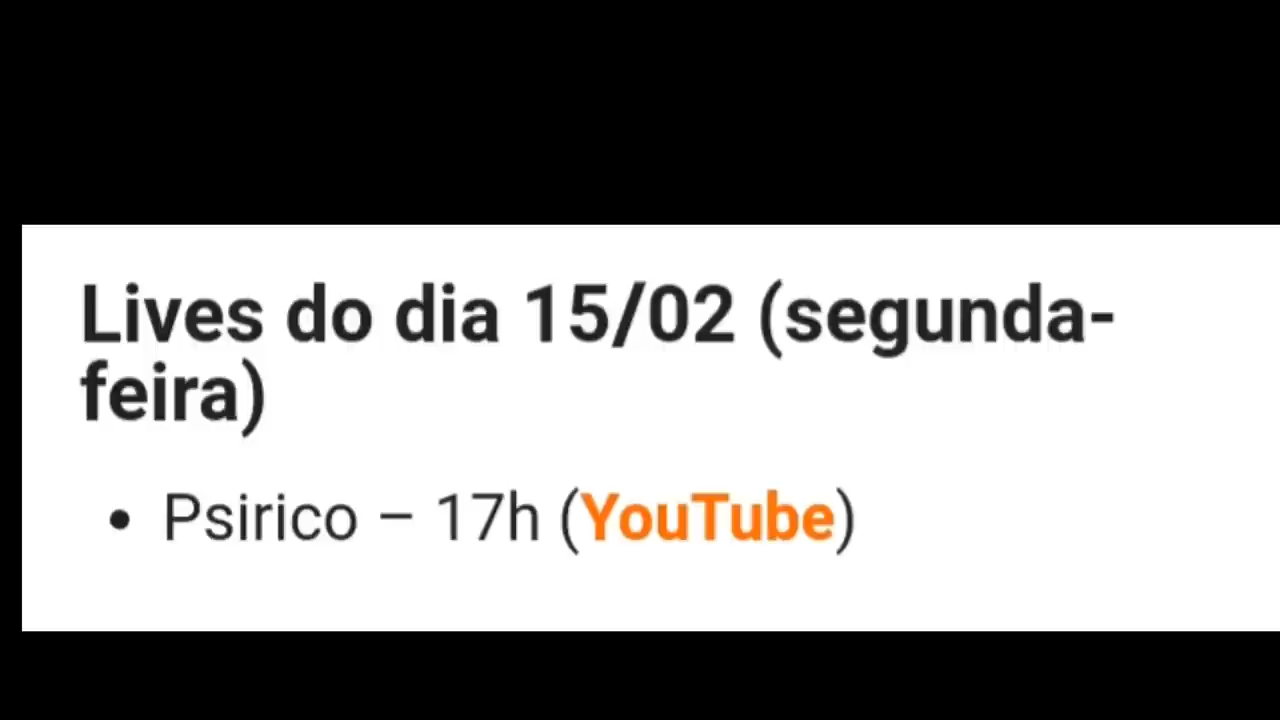 Lives do dia 15/02 (segunda-
feira)
• Psirico – 17h (YouTube)